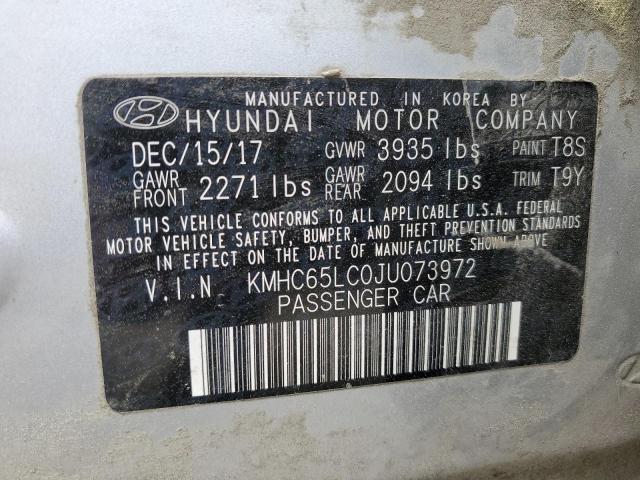 MANUFACTURED IN KOREA BY
HYUNDAI MOTOR COMPANY
DEC/15/17 GVWR 3935 lbs PAINT T8S
GAWR FRONT 2271 lbs GAWR REAR 2094 lbs TRIM T9Y
THIS VEHICLE CONFORMS TO ALL APPLICABLE U.S.A. FEDERAL
MOTOR VEHICLE SAFETY, BUMPER, AND THEFT PREVENTION STANDARDS
IN EFFECT ON THE DATE OF MANUFACTURE SHOWN ABOVE.
V.I.N KMHC65LC0JU073972
PASSENGER CAR